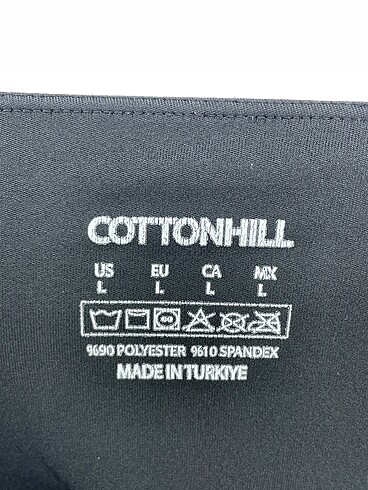 COTTONHILL
US EU CA MX
L L L L
%90 POLYESTER %10 SPANDEX
MADE IN TURKIYE